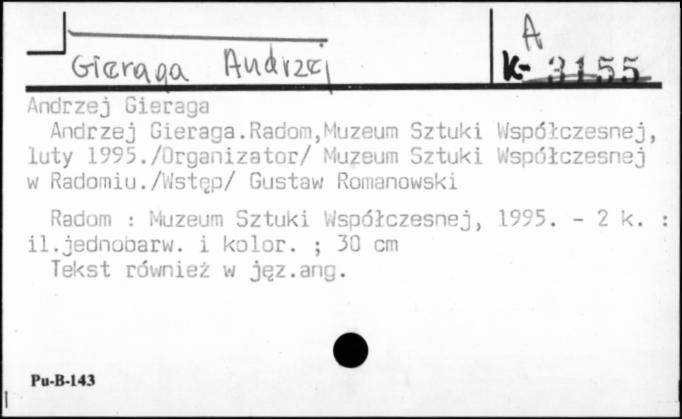 Gieraga Andrzej
A
K-3155
Andrzej Gieraga
Andrzej Gieraga.Radom,Muzeum Sztuki Współczesnej,
luty 1995./Organizator/ Muzeum Sztuki Współczesnej
w Radomiu./Wstęp/ Gustaw Romanowski
Radom : Muzeum Sztuki Współczesnej, 1995. - 2 k. :
il.jednobarw. i kolor. ; 30 cm
Tekst również w jęz.ang.
Pu-B-143